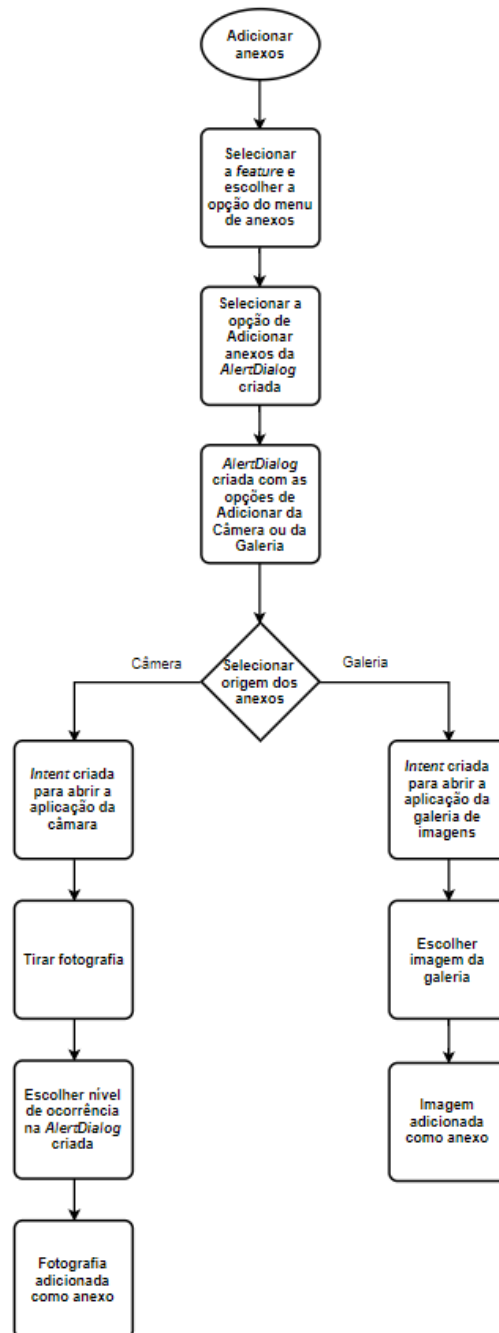 Adicionar
anexos
Selecionar
a feature e
escolher a
opção do menu
de anexos
Selecionar a
opção de
Adicionar
anexos da
AlertDialog
criada
AlertDialog
criada com as
opções de
Adicionar da
Câmera ou da
Galeria
Câmera
Selecionar
origem dos
anexos
Galeria
Intent criada
para abrir a
aplicação da
câmara
Intent criada
para abrir a
aplicação da
galeria de
imagens
Tirar fotografia
Escolher
imagem da
galeria
Escolher nível
de ocorrência
na AlertDialog
criada
Imagem
adicionada
como anexo
Fotografia
adicionada
como anexo